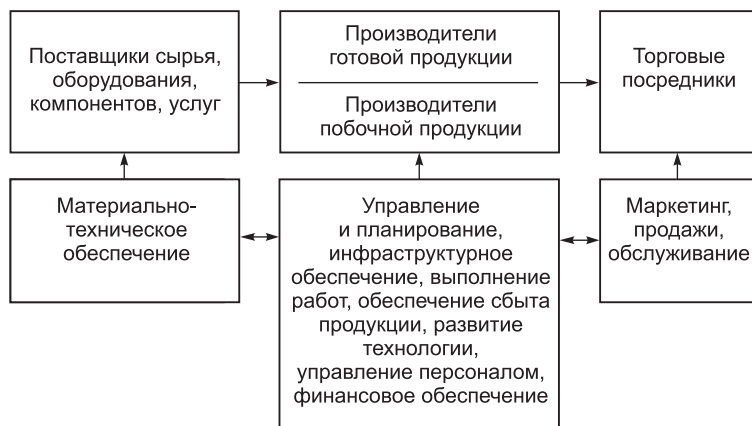 Поставщики сырья,
оборудования,
компонентов, услуг
Производители
готовой продукции
Производители
побочной продукции
Торговые
посредники
Материально-
техническое
обеспечение
Управление
и планирование,
инфраструктурное
обеспечение, выполнение
работ, обеспечение сбыта
продукции, развитие
технологии,
управление персоналом,
финансовое обеспечение
Маркетинг,
продажи,
обслуживание